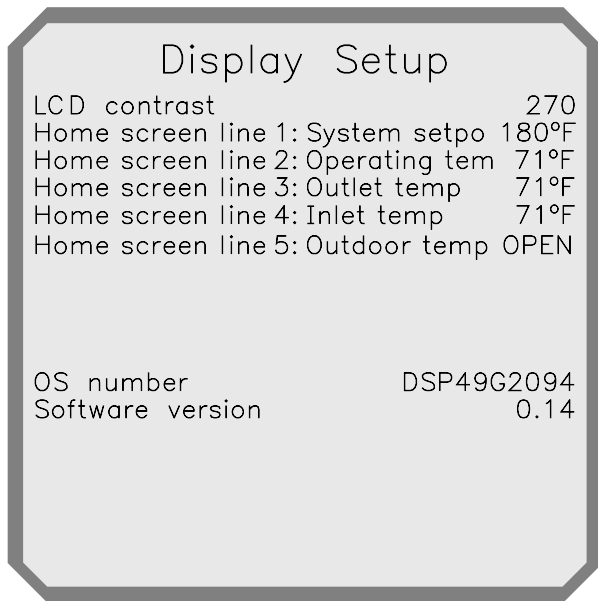 Display Setup
LCD contrast 270
Home screen line 1: System setpo 180°F
Home screen line 2: Operating tem 71°F
Home screen line 3: Outlet temp 71°F
Home screen line 4: Inlet temp 71°F
Home screen line 5: Outdoor temp OPEN
OS number DSP49G2094
Software version 0.14